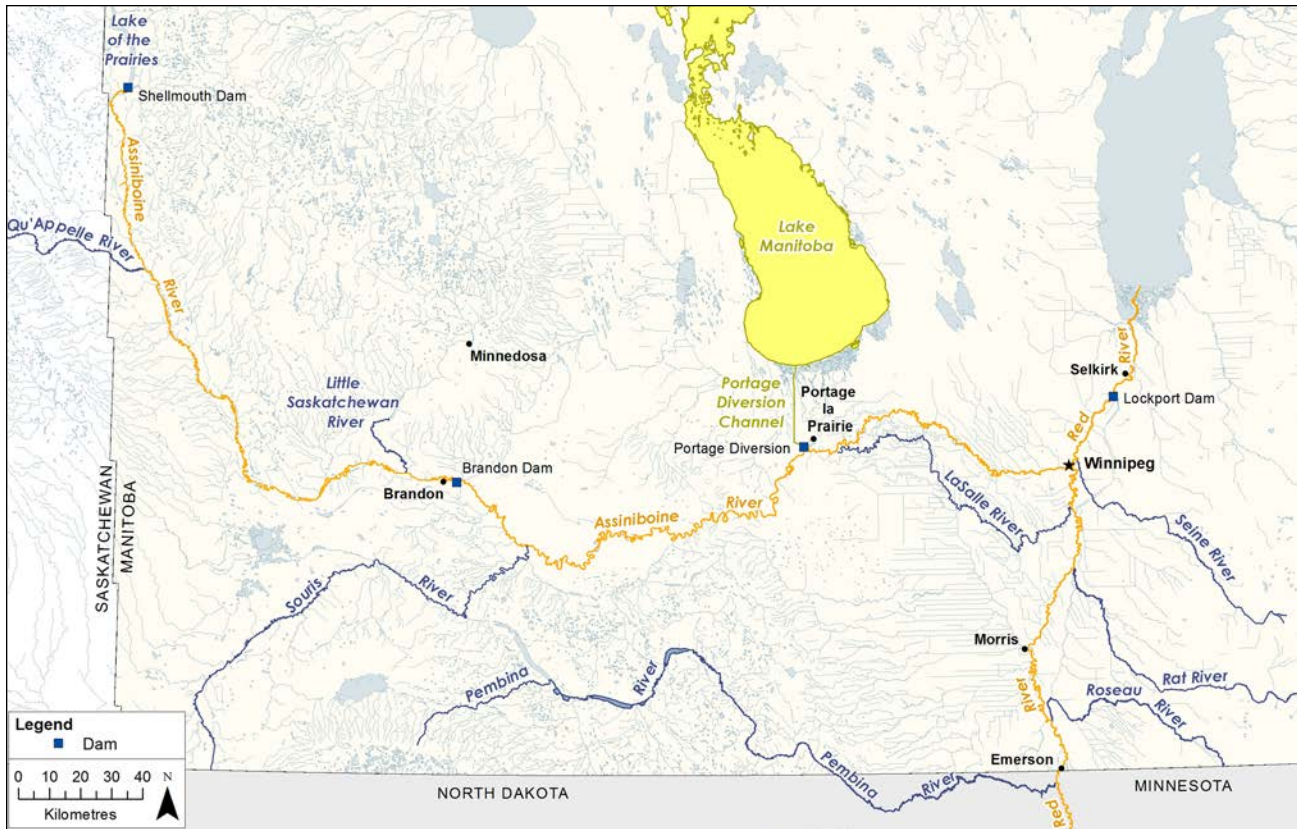 Lake
of the
Prairies
Shellmouth Dam
Assiniboine
River
Qu'Appelle River
Lake
Manitoba
Minnedosa
Little
Saskatchewan
River
Portage
Diversion
Channel
Portage
la
Prairie
Portage Diversion
Selkirk
River
Lockport Dam
Red
Winnipeg
Brandon Dam
Brandon
Assiniboine
River
LaSalle River
Seine River
SASKATCHEWAN
MANITOBA
Souris
River
Morris
Pembina
River
River
Rat River
Roseau
River
Emerson
Pembina
River
Red
NORTH DAKOTA
MINNESOTA
Legend
Dam
0 10 20 30 40
N
Kilometres